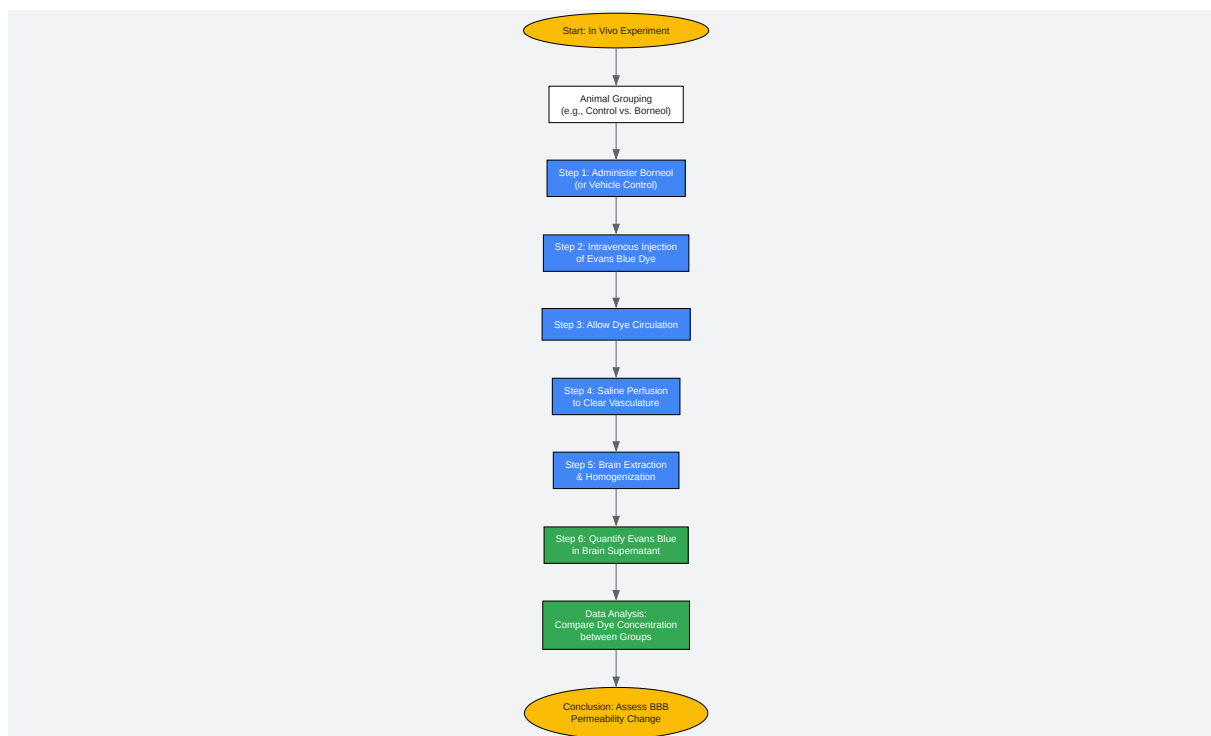 Start: In Vivo Experiment
Animal Grouping
(e.g., Control vs. Borneol)
Step 1: Administer Borneol
(or Vehicle Control)
Step 2: Intravenous Injection
of Evans Blue Dye
Step 3: Allow Dye Circulation
Step 4: Saline Perfusion
to Clear Vasculature
Step 5: Brain Extraction
& Homogenization
Step 6: Quantify Evans Blue
in Brain Supernatant
Data Analysis:
Compare Dye Concentration
between Groups
Conclusion: Assess BBB
Permeability Change